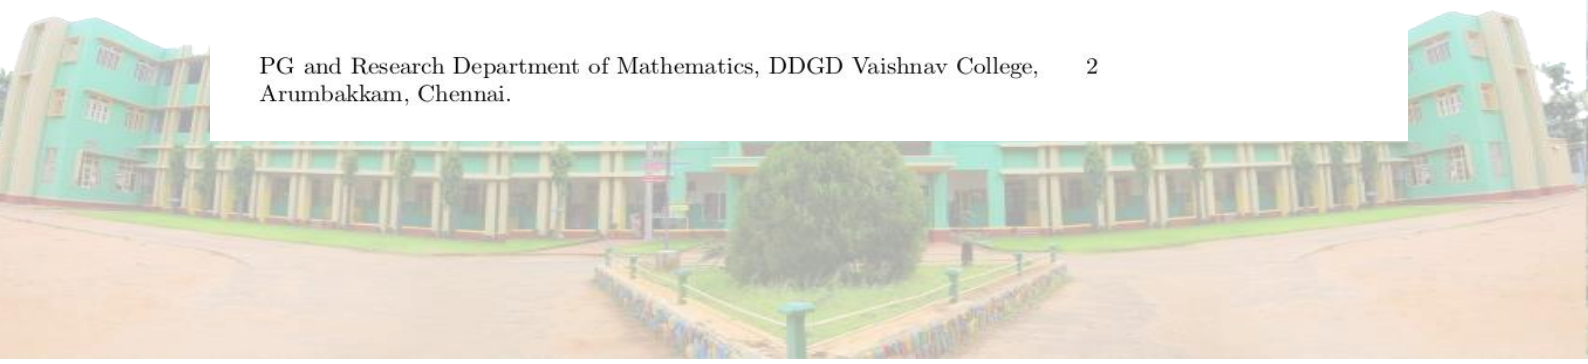 PG and Research Department of Mathematics, DDGD Vaishnav College, 2
Arumbakkam, Chennai.